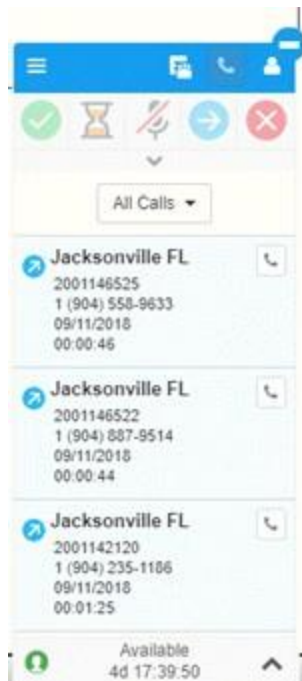 All Calls
Jacksonville FL
2001146525
1 (904) 558-9633
09/11/2018
00:00:46
Jacksonville FL
2001146522
1 (904) 887-9514
09/11/2018
00:00:44
Jacksonville FL
2001142120
1 (904) 235-1186
09/11/2018
00:01:25
Available
4d 17:39:50